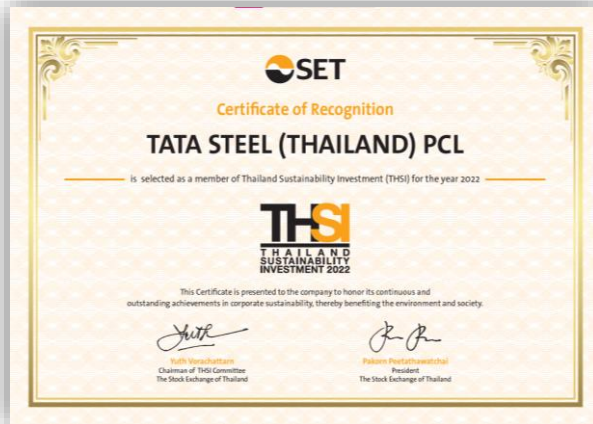 SET
Certificate of Recognition
TATA STEEL (THAILAND) PCL
is selected as a member of Thailand Sustainability Investment (THSI) for the year 2022
THSI
THAILAND
SUSTAINABILITY
INVESTMENT 2022
This Certificate is presented to the company to honor its continuous and
outstanding achievements in corporate sustainability, thereby benefiting the environment and society.
Yuth Vorachattarn
Chairman of THSI Committee
The Stock Exchange of Thailand
Pakorn Peetathawatchai
President
The Stock Exchange of Thailand